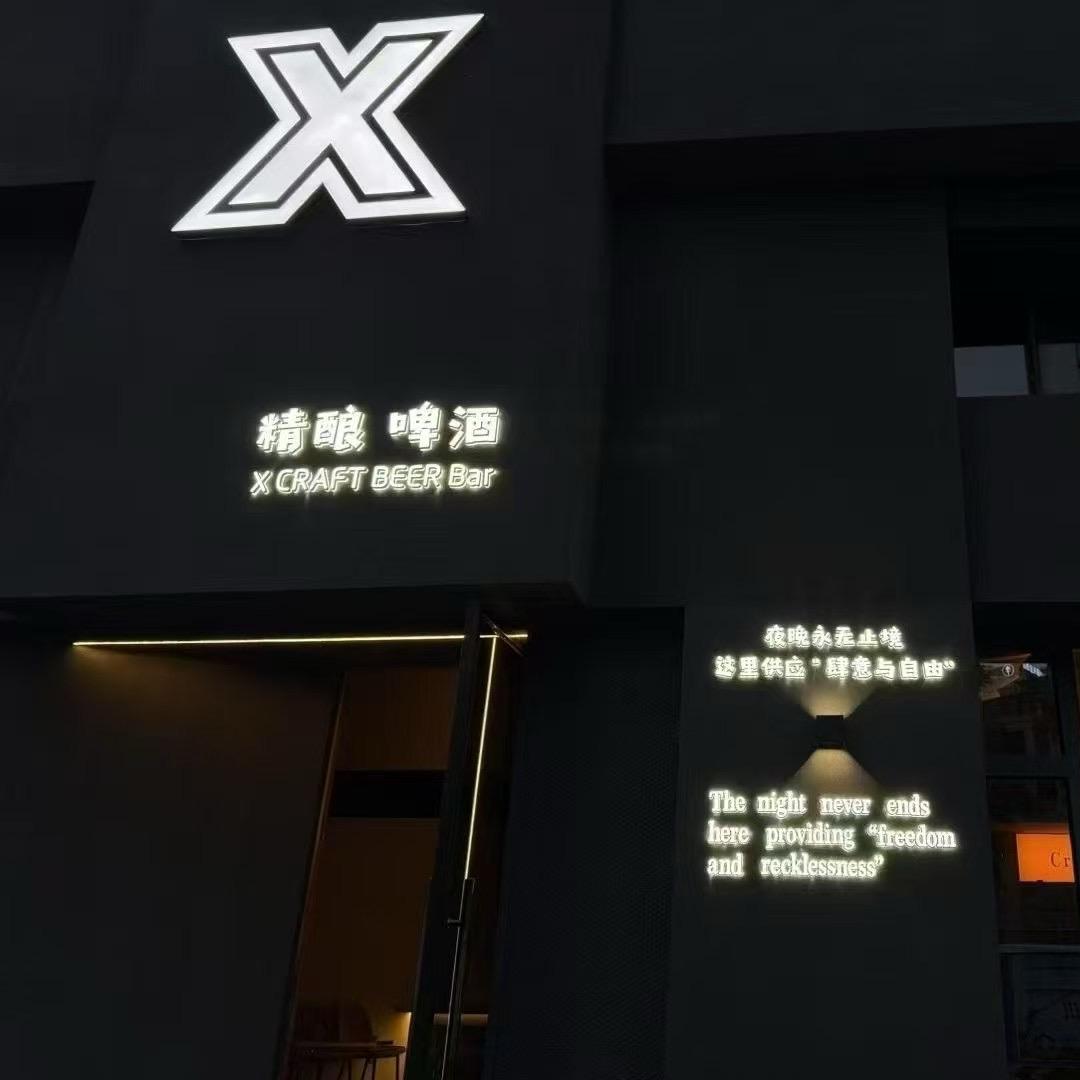 X
精酿 啤酒
X CRAFT BEER Bar
夜晚永无止境
这里供应“肆意与自由“
The night never ends
here providing “freedom
and recklessness”
Cr